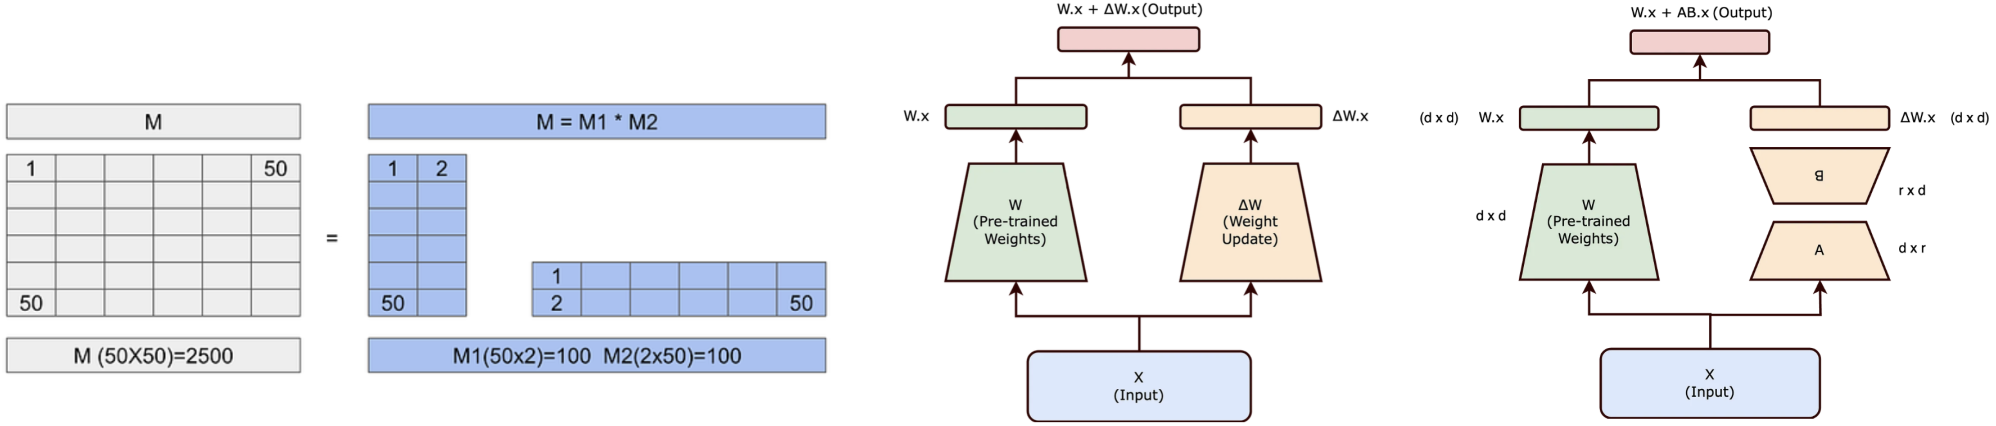 M
1
50
50
M (50X50)=2500
=
M = M1 * M2
1
2
50
1
2
50
M1(50x2)=100 M2(2x50)=100
W.x + ΔW.x (Output)
W.x
ΔW.x
W
(Pre-trained
Weights)
ΔW
(Weight
Update)
X
(Input)
W.x + AB.x (Output)
(d x d)
W.x
ΔW.x
(d x d)
B
r x d
d x d
W
(Pre-trained
Weights)
A
d x r
X
(Input)